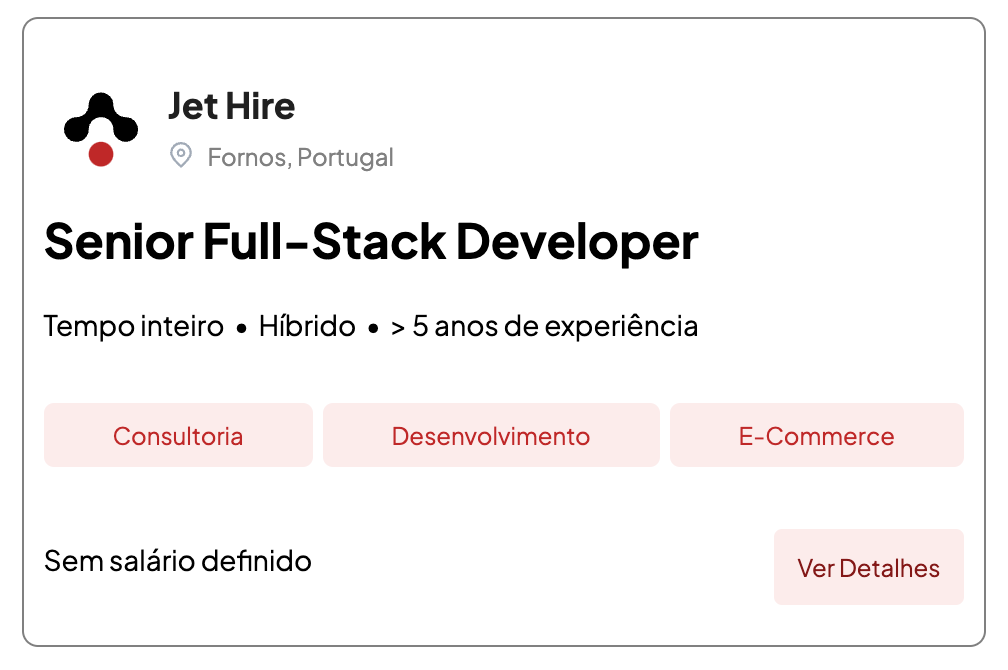 Jet Hire
Fornos, Portugal
Senior Full-Stack Developer
Tempo inteiro • Híbrido • > 5 anos de experiência
Consultoria
Desenvolvimento
E-Commerce
Sem salário definido
Ver Detalhes